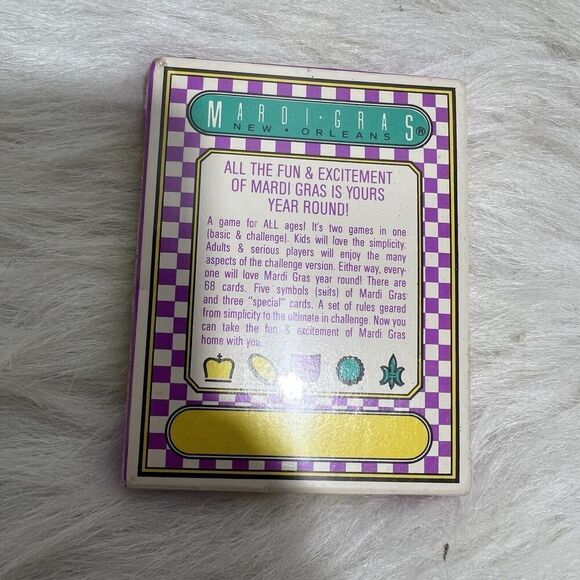 MARDI·GRAS®
NEW·ORLEANS
ALL THE FUN & EXCITEMENT
OF MARDI GRAS IS YOURS
YEAR ROUND!
A game for ALL ages! It's two games in one
(basic & challenge). Kids will love the simplicity.
Adults & serious players will enjoy the many
aspects of the challenge version. Either way, every-
one will love Mardi Gras year round! There are
68 cards. Five symbols (suits) of Mardi Gras
and three "special" cards. A set of rules geared
from simplicity to the ultimate in challenge. Now you
can take the fun & excitement of Mardi Gras
home with you.